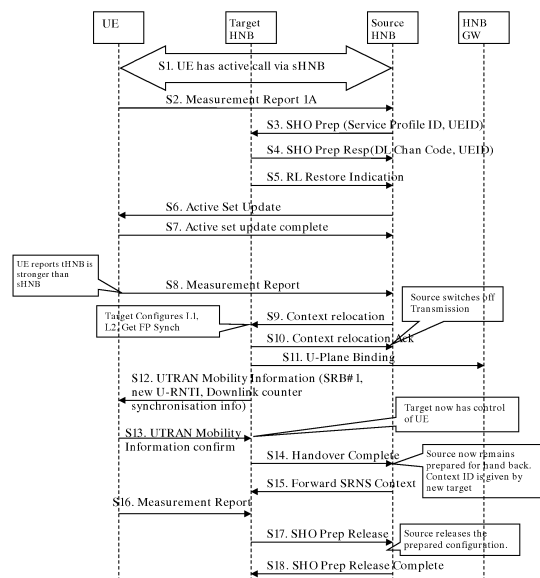 UE
Target
HNB
Source
HNB
HNB
GW
S1. UE has active call via sHNB
S2. Measurement Report 1A
S3. SHO Prep (Service Profile ID, UEID)
S4. SHO Prep Resp(DL Chan Code, UEID)
S5. RL Restore Indication
S6. Active Set Update
S7. Active set update complete
UE reports tHNB is
stronger than
sHNB
S8. Measurement Report
Source switches off
Transmission
Target Configures L1,
L2, Get FP Synch
S9. Context relocation
S10. Context relocation Ack
S11. U-Plane Binding
S12. UTRAN Mobility Information (SRB#1,
new U-RNTI, Downlink counter
synchronisation info)
Target now has control
of UE
S13. UTRAN Mobility
Information confirm
S14. Handover Complete
Source now remains
prepared for hand back.
Context ID is given by
new target
S15. Forward SRNS Context
S16. Measurement Report
S17. SHO Prep Release
Source releases the
prepared configuration.
S18. SHO Prep Release Complete